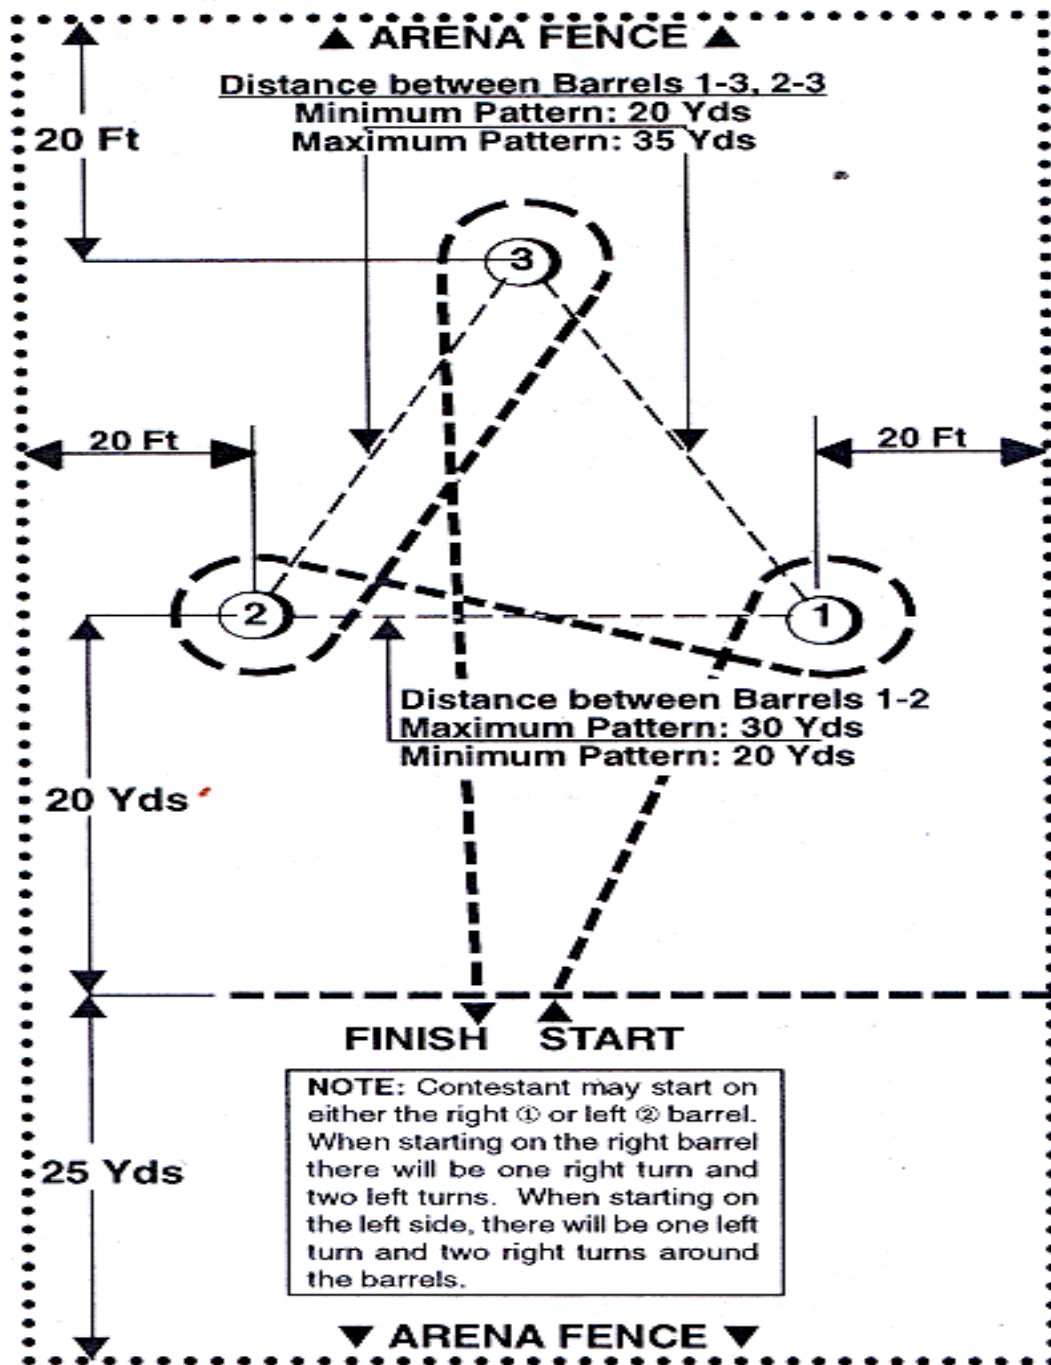 ▲ ARENA FENCE ▲
Distance between Barrels 1-3, 2-3
Minimum Pattern: 20 Yds
Maximum Pattern: 35 Yds
20 Ft
3
20 Ft
20 Ft
2
1
Distance between Barrels 1-2
Maximum Pattern: 30 Yds
Minimum Pattern: 20 Yds
20 Yds
FINISH START
25 Yds
NOTE: Contestant may start on
either the right ① or left ② barrel.
When starting on the right barrel
there will be one right turn and
two left turns. When starting on
the left side, there will be one left
turn and two right turns around
the barrels.
▼ ARENA FENCE ▼